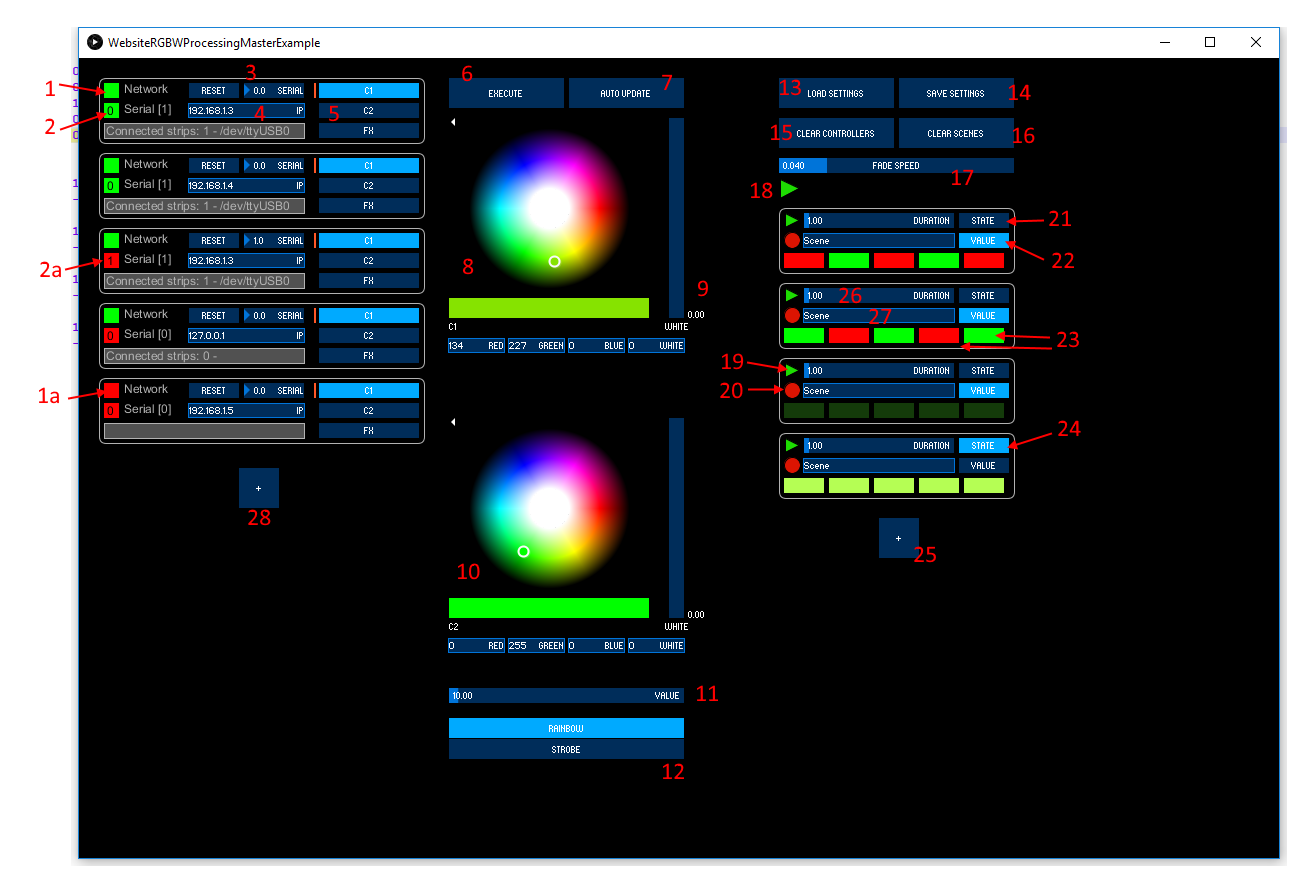 WebsiteRGBWProcessingMasterExample
1 Network RESET 3 0.0 SERIAL C1
2 0 Serial [1] 192.168.1.3 4 IP 5 C2
Connected strips: 1 - /dev/ttyUSB0 FX
Network RESET 0.0 SERIAL C1
0 Serial [1] 192.168.1.4 IP C2
Connected strips: 1 - /dev/ttyUSB0 FX
Network RESET 1.0 SERIAL C1
2a 1 Serial [1] 192.168.1.3 IP C2
Connected strips: 1 - /dev/ttyUSB0 FX
Network RESET 0.0 SERIAL C1
0 Serial [0] 127.0.0.1 IP C2
Connected strips: 0 - FX
1a Network RESET 0.0 SERIAL C1
0 Serial [0] 192.168.1.5 IP C2
FX
+
28
6 7
EXECUTE AUTO UPDATE
8 9
0.00
C1 WHITE
134 RED 227 GREEN 0 BLUE 0 WHITE
10
0.00
C2 WHITE
0 RED 255 GREEN 0 BLUE 0 WHITE
10.00 VALUE 11
RAINBOW
STROBE
12
13 LOAD SETTINGS SAVE SETTINGS 14
15 CLEAR CONTROLLERS CLEAR SCENES 16
0.040 FADE SPEED 17
18
1.00 DURATION STATE 21
Scene VALUE 22
1.00 26 DURATION STATE
Scene 27 VALUE
23
19 1.00 DURATION STATE
20 Scene VALUE
1.00 DURATION STATE 24
Scene VALUE
+
25